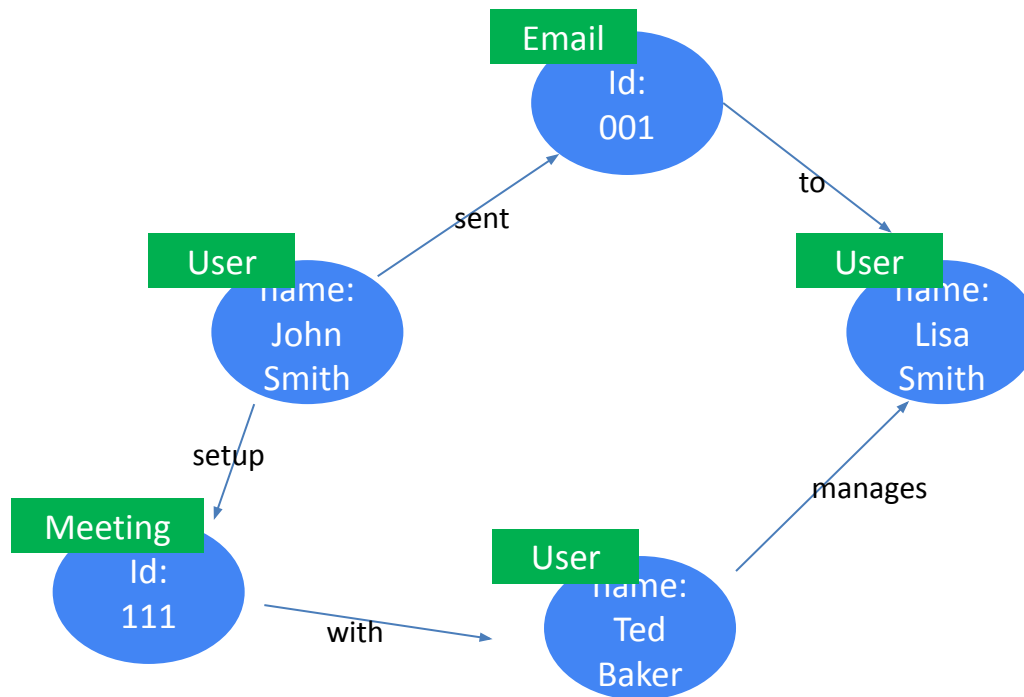 Email
Id:
001
to
sent
User
name:
John
Smith
User
name:
Lisa
Smith
setup
manages
Meeting
Id:
111
with
User
name:
Ted
Baker